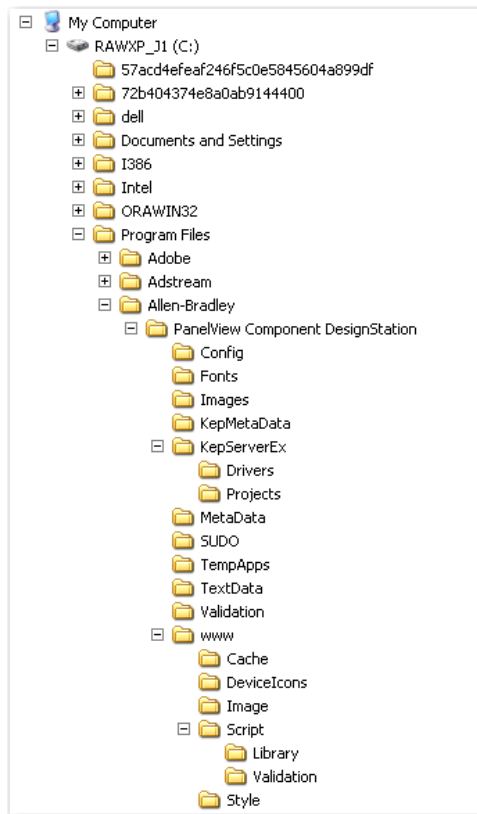 My Computer
RAWXP_J1 (C:)
57acd4efeaf246f5c0e5845604a899df
72b404374e8a0ab9144400
dell
Documents and Settings
I386
Intel
ORAWIN32
Program Files
Adobe
Adstream
Allen-Bradley
PanelView Component DesignStation
Config
Fonts
Images
KepMetaData
KepServerEx
Drivers
Projects
MetaData
SUDO
TempApps
TextData
Validation
www
Cache
DeviceIcons
Image
Script
Library
Validation
Style